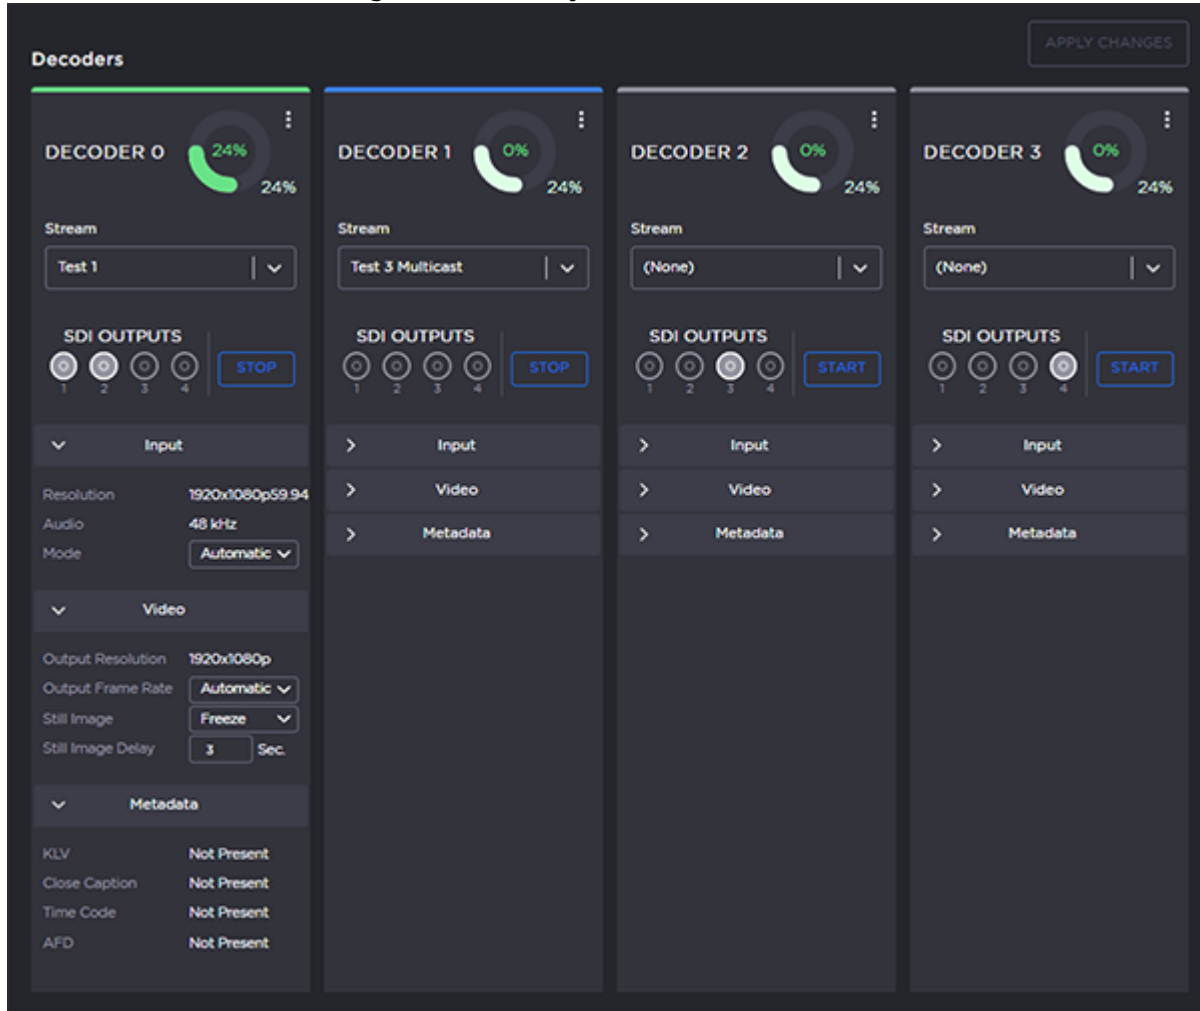 APPLY CHANGES
Decoders
DECODER 0 24% 24%
Stream
Test 1
SDI OUTPUTS
1 2 3 4
STOP
Input
Resolution 1920x1080p59.94
Audio 48 kHz
Mode Automatic
Video
Output Resolution 1920x1080p
Output Frame Rate Automatic
Still Image Freeze
Still Image Delay 3 Sec.
Metadata
KLV Not Present
Close Caption Not Present
Time Code Not Present
AFD Not Present
DECODER 1 0% 24%
Stream
Test 3 Multicast
SDI OUTPUTS
1 2 3 4
STOP
Input
Video
Metadata
DECODER 2 0% 24%
Stream
(None)
SDI OUTPUTS
1 2 3 4
START
Input
Video
Metadata
DECODER 3 0% 24%
Stream
(None)
SDI OUTPUTS
1 2 3 4
START
Input
Video
Metadata